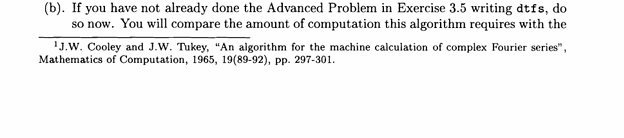 (b). If you have not already done the Advanced Problem in Exercise 3.5 writing dtfs, do
so now. You will compare the amount of computation this algorithm requires with the
¹J.W. Cooley and J.W. Tukey, "An algorithm for the machine calculation of complex Fourier series",
Mathematics of Computation, 1965, 19(89-92), pp. 297-301.